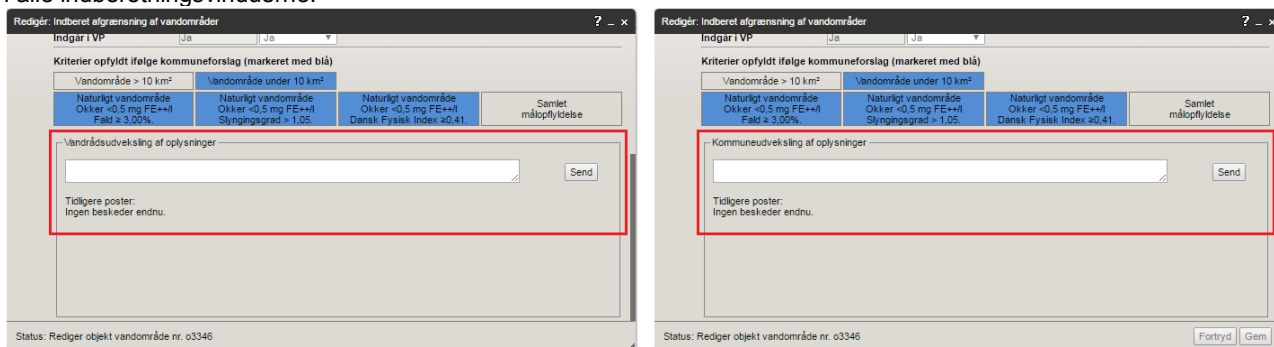 I alle indberetningsvinduerne.
Redigér: Indberet afgrænsning af vandområder ? _ x
Indgår i VP Ja Ja
Kriterier opfyldt ifølge kommuneforslag (markeret med blå)
Vandområde > 10 km² Vandområde under 10 km²
Naturligt vandområde
Okker <0,5 mg FE++/l
Fald ≥ 3,00%.
Naturligt vandområde
Okker <0,5 mg FE++/l
Slyngingsgrad > 1,05.
Naturligt vandområde
Okker <0,5 mg FE++/l
Dansk Fysisk Index ≥0,41.
Samlet
målopflyldelse
Vandrådsudveksling af oplysninger
Send
Tidligere poster:
Ingen beskeder endnu.
Status: Rediger objekt vandområde nr. o3346
Redigér: Indberet afgrænsning af vandområder ? _ x
Indgår i VP Ja Ja
Kriterier opfyldt ifølge kommuneforslag (markeret med blå)
Vandområde > 10 km² Vandområde under 10 km²
Naturligt vandområde
Okker <0,5 mg FE++/l
Fald ≥ 3,00%.
Naturligt vandområde
Okker <0,5 mg FE++/l
Slyngingsgrad > 1,05.
Naturligt vandområde
Okker <0,5 mg FE++/l
Dansk Fysisk Index ≥0,41.
Samlet
målopflyldelse
Kommuneudveksling af oplysninger
Send
Tidligere poster:
Ingen beskeder endnu.
Status: Rediger objekt vandområde nr. o3346
Fortryd Gem